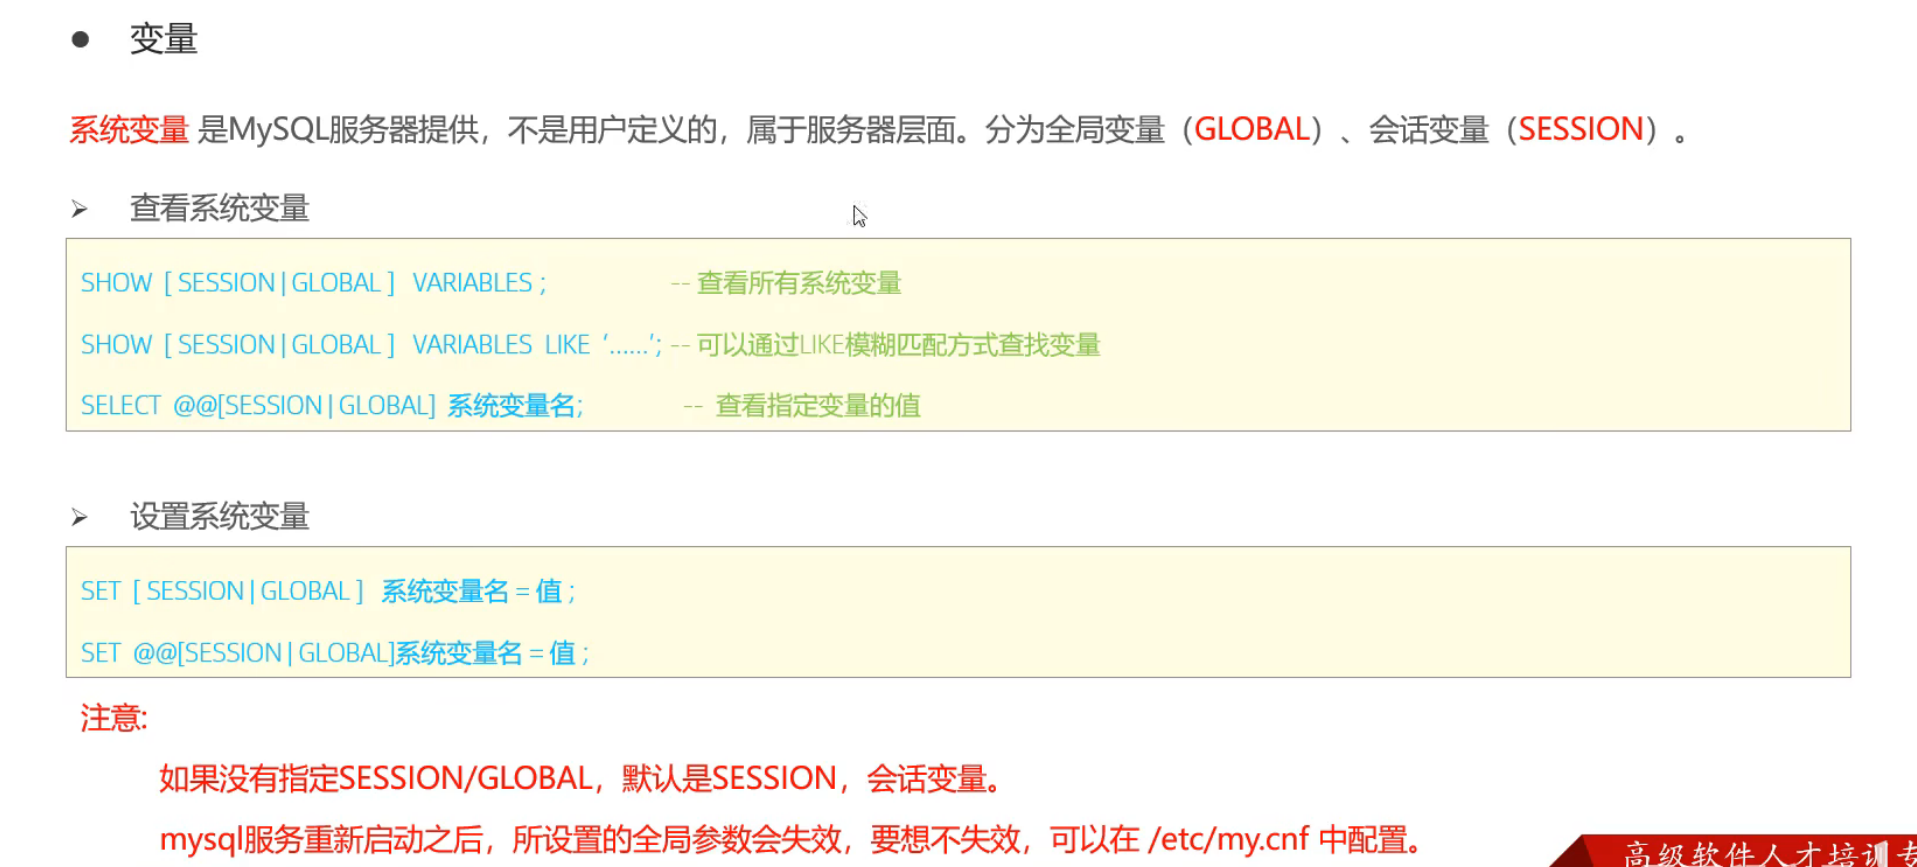 ● 变量
系统变量 是MySQL服务器提供，不是用户定义的，属于服务器层面。分为全局变量（GLOBAL）、会话变量（SESSION）。
➢ 查看系统变量
SHOW [ SESSION | GLOBAL ] VARIABLES ; -- 查看所有系统变量
SHOW [ SESSION | GLOBAL ] VARIABLES LIKE '......'; -- 可以通过LIKE模糊匹配方式查找变量
SELECT @@[SESSION | GLOBAL] 系统变量名; -- 查看指定变量的值
➢ 设置系统变量
SET [ SESSION | GLOBAL ] 系统变量名 = 值 ;
SET @@[SESSION | GLOBAL]系统变量名 = 值 ;
注意:
如果没有指定SESSION/GLOBAL，默认是SESSION，会话变量。
mysql服务重新启动之后，所设置的全局参数会失效，要想不失效，可以在 /etc/my.cnf 中配置。
高级软件人才培训专